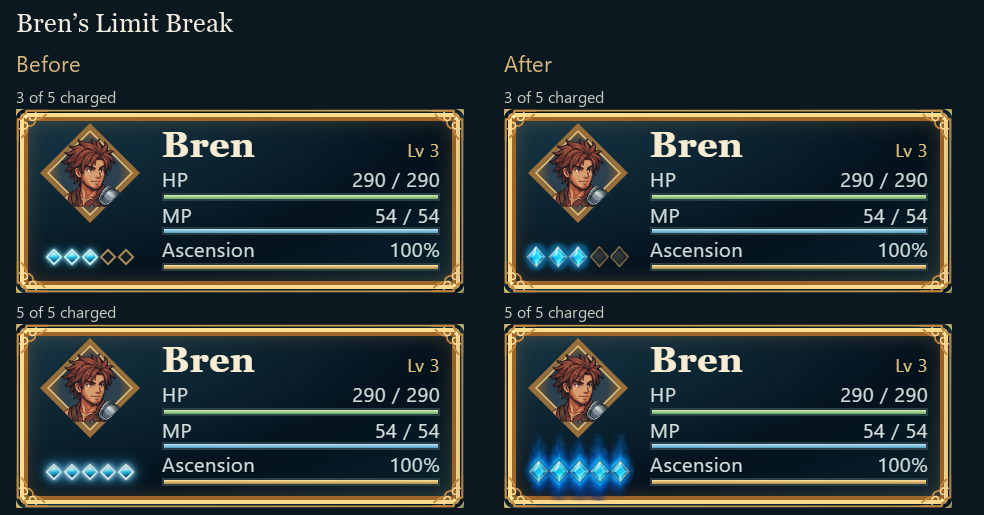 Bren’s Limit Break
Before
3 of 5 charged
Bren
Lv 3
HP 290 / 290
MP 54 / 54
Ascension 100%
5 of 5 charged
Bren
Lv 3
HP 290 / 290
MP 54 / 54
Ascension 100%
After
3 of 5 charged
Bren
Lv 3
HP 290 / 290
MP 54 / 54
Ascension 100%
5 of 5 charged
Bren
Lv 3
HP 290 / 290
MP 54 / 54
Ascension 100%